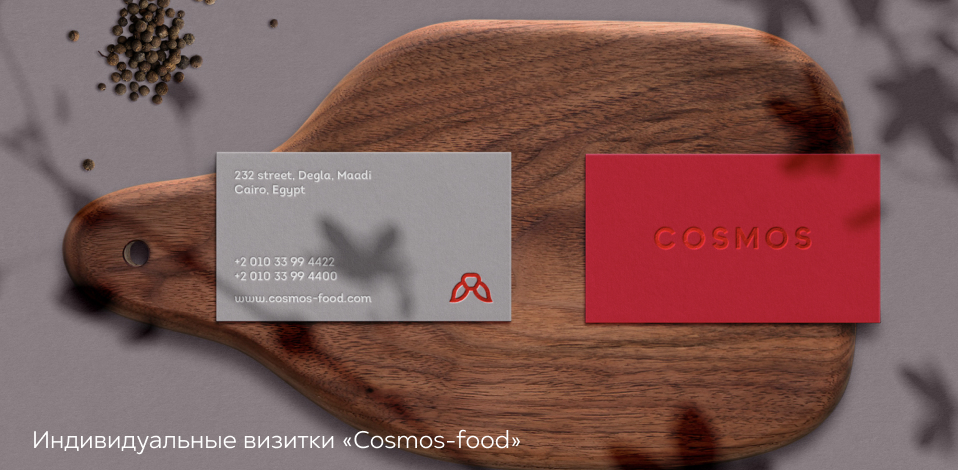 232 street, Degla, Maadi
Cairo, Egypt
+2 010 33 99 4422
+2 010 33 99 4400
www.cosmos-food.com
COSMOS
Индивидуальные визитки «Cosmos-food»